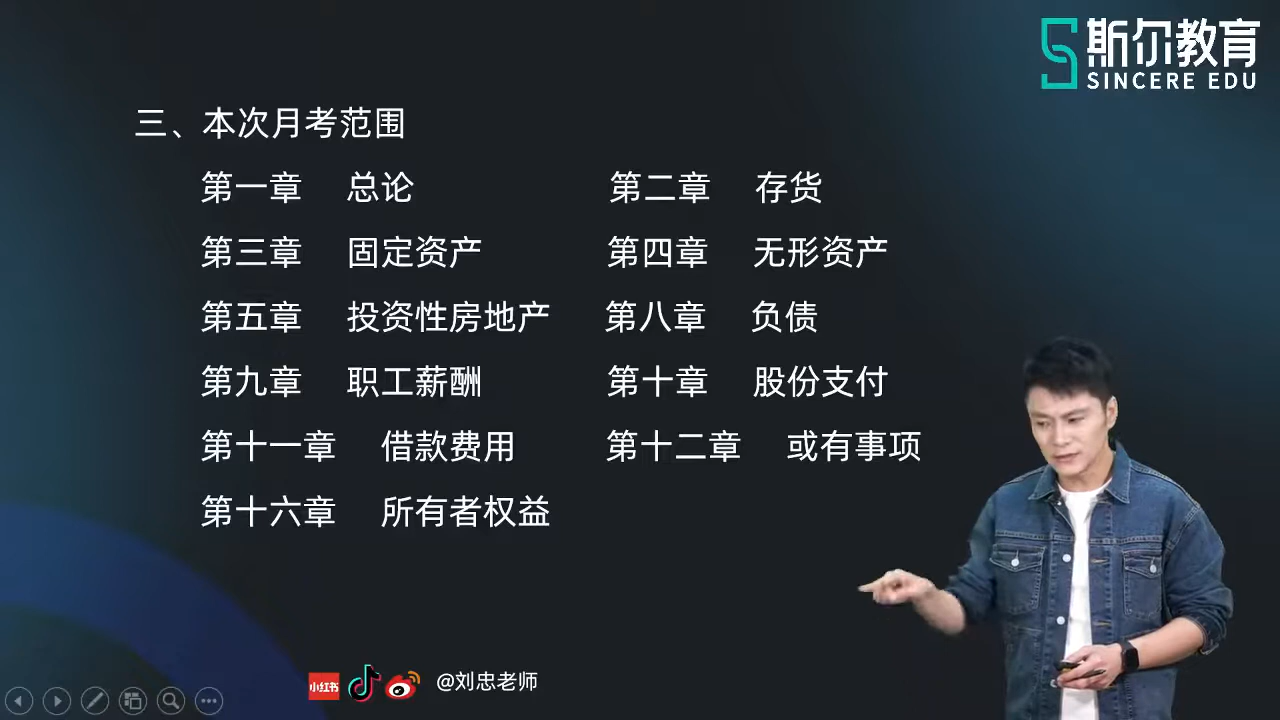 斯尔教育
SINCERE EDU
三、本次月考范围
第一章 总论 第二章 存货
第三章 固定资产 第四章 无形资产
第五章 投资性房地产 第八章 负债
第九章 职工薪酬 第十章 股份支付
第十一章 借款费用 第十二章 或有事项
第十六章 所有者权益
小红书 @刘忠老师